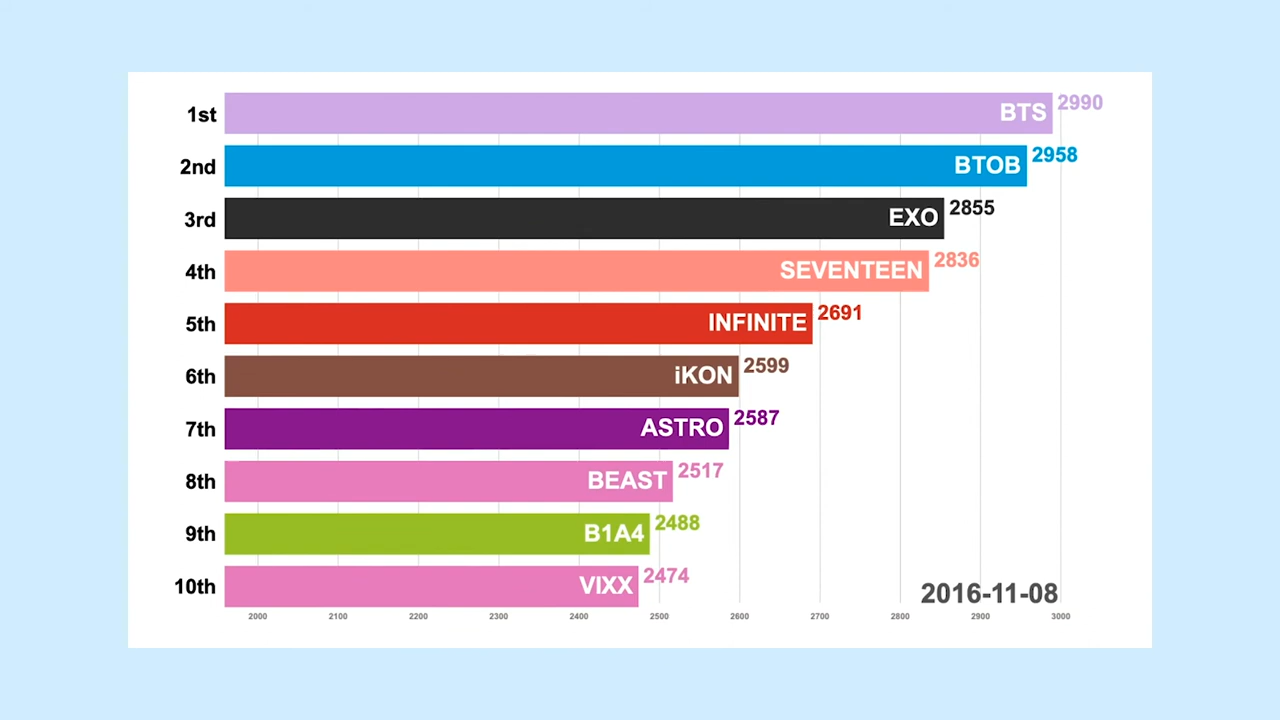 1st BTS 2990
2nd BTOB 2958
3rd EXO 2855
4th SEVENTEEN 2836
5th INFINITE 2691
6th iKON 2599
7th ASTRO 2587
8th BEAST 2517
9th B1A4 2488
10th VIXX 2474
2016-11-08
2000 2100 2200 2300 2400 2500 2600 2700 2800 2900 3000